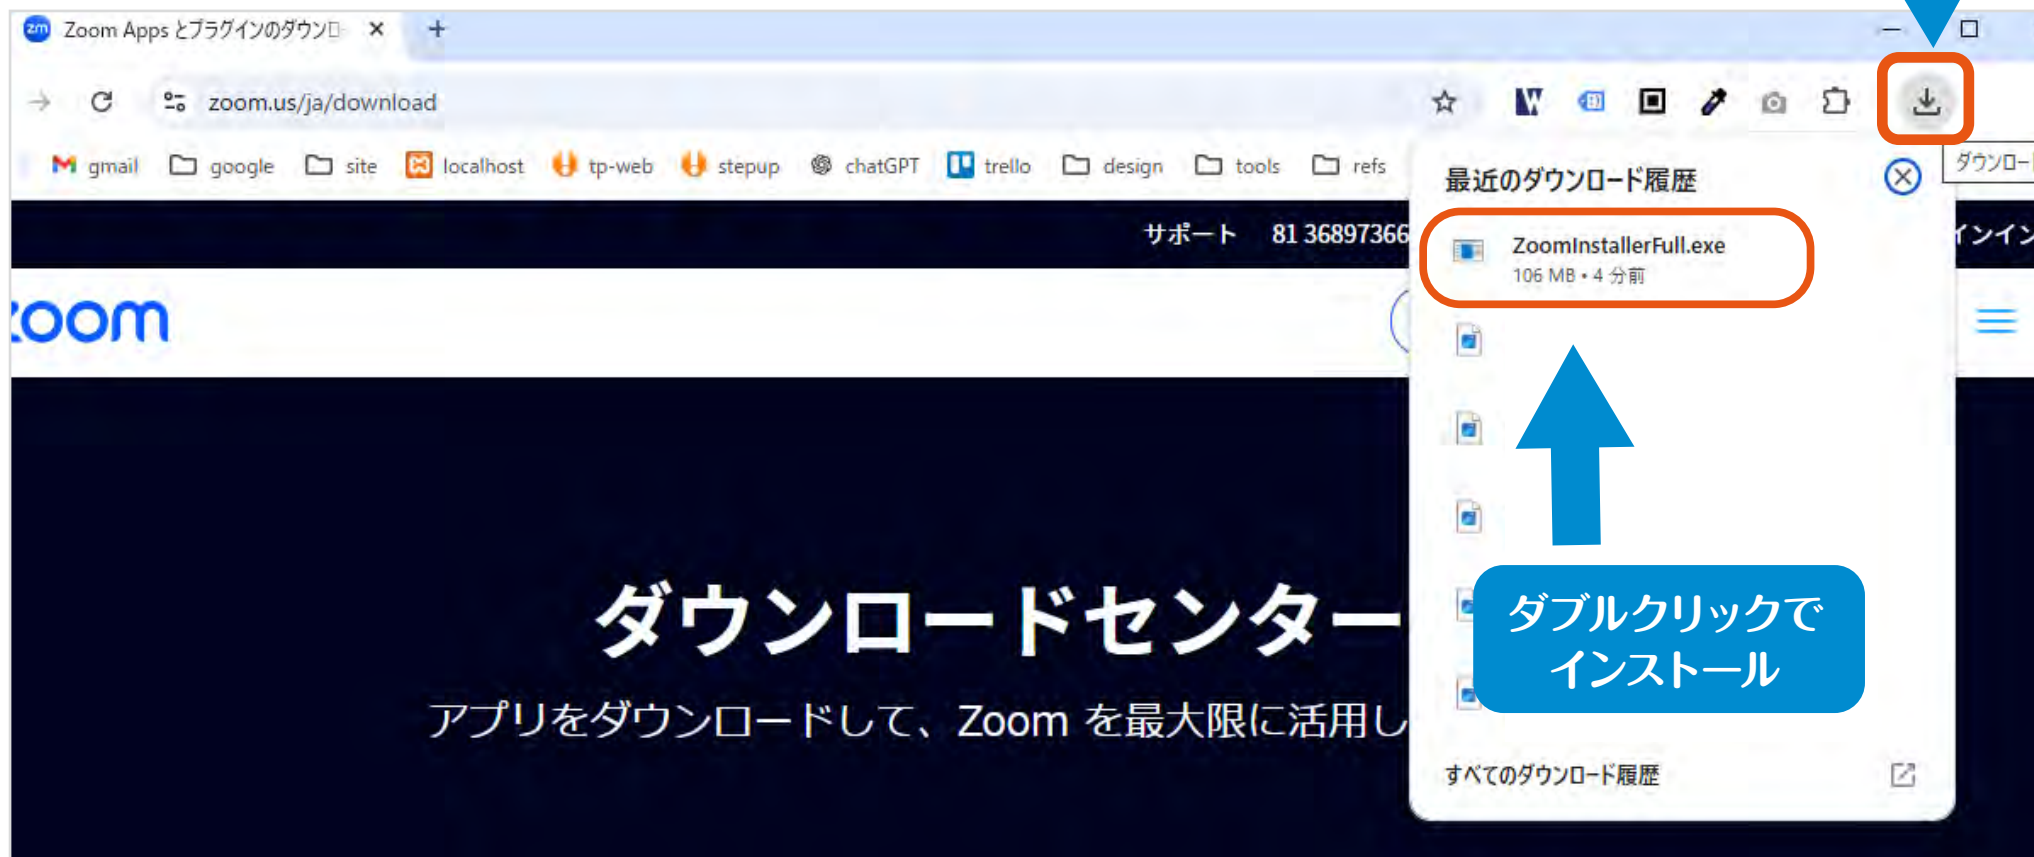 zm Zoom Apps とプラグインのダウンロ
zoom.us/ja/download
gmail google site localhost tp-web stepup chatGPT trello design tools refs
ダウンロード
最近のダウンロード履歴
サポート 81 36897366
インイン
ZoomInstallerFull.exe
106 MB • 4 分前
zoom
ダブルクリックで
インストール
ダウンロードセンター
アプリをダウンロードして、Zoom を最大限に活用し
すべてのダウンロード履歴